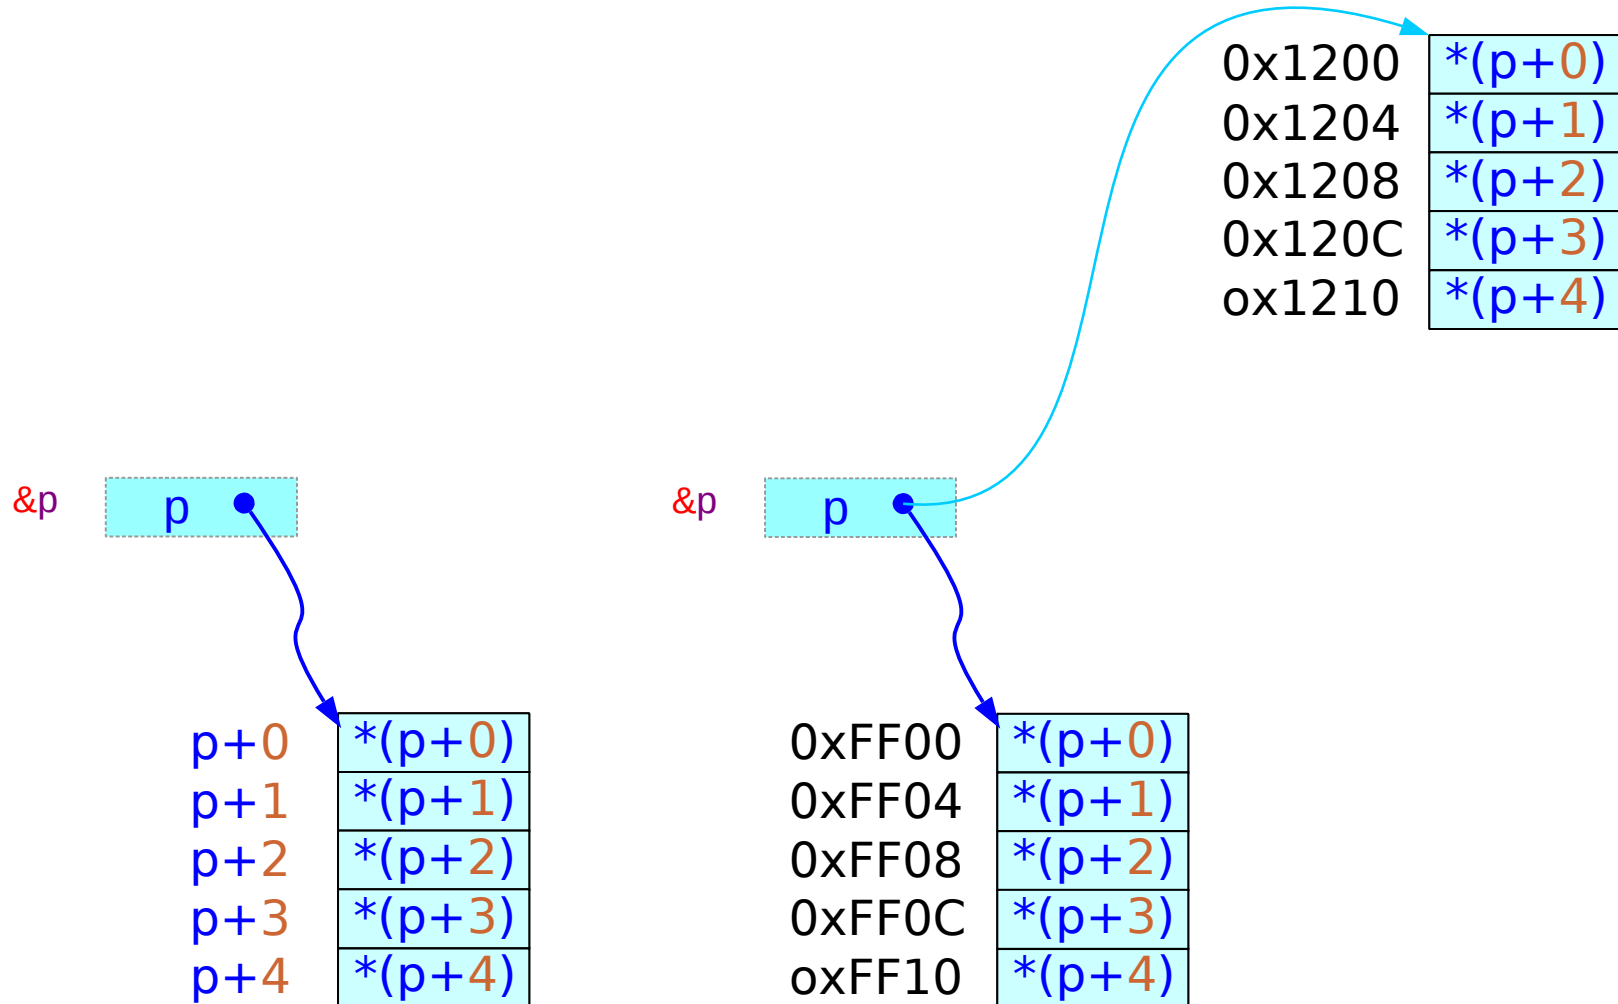 0x1200 *(p+0)
0x1204 *(p+1)
0x1208 *(p+2)
0x120C *(p+3)
ox1210 *(p+4)
&p p
&p p
p+0 *(p+0)
p+1 *(p+1)
p+2 *(p+2)
p+3 *(p+3)
p+4 *(p+4)
0xFF00 *(p+0)
0xFF04 *(p+1)
0xFF08 *(p+2)
0xFF0C *(p+3)
oxFF10 *(p+4)